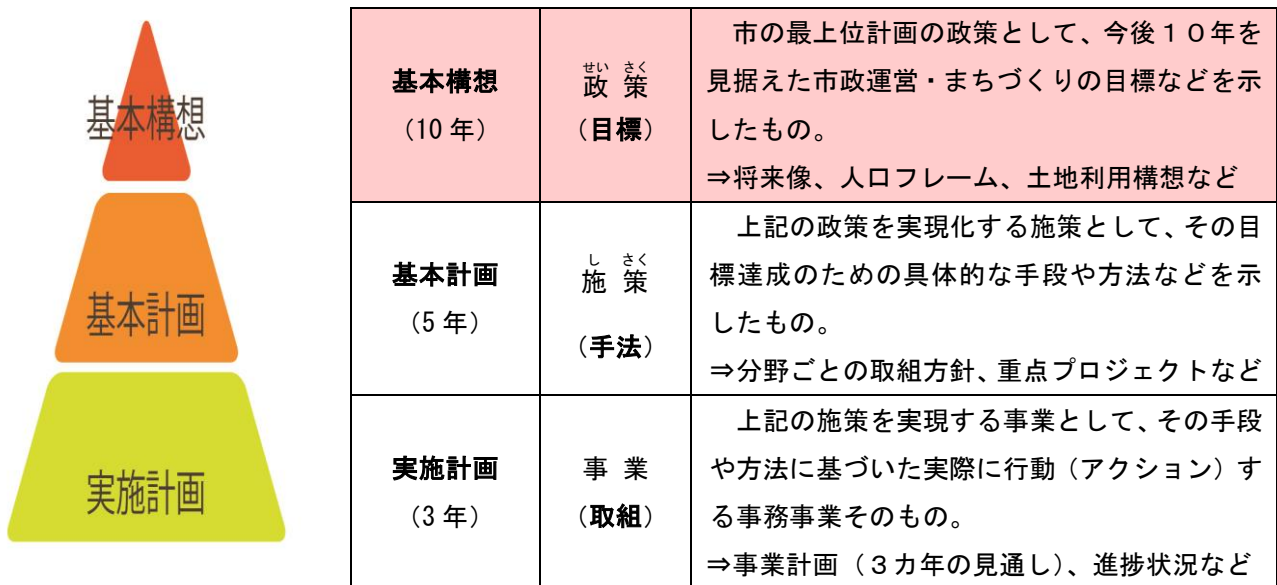 基本構想
基本計画
実施計画
基本構想
（10 年）
せい さく
政 策
（目標）
市の最上位計画の政策として、今後１０年を
見据えた市政運営・まちづくりの目標などを示
したもの。
⇒将来像、人口フレーム、土地利用構想など
基本計画
（5 年）
し さく
施 策
（手法）
上記の政策を実現化する施策として、その目
標達成のための具体的な手段や方法などを示
したもの。
⇒分野ごとの取組方針、重点プロジェクトなど
実施計画
（3 年）
事 業
（取組）
上記の施策を実現する事業として、その手段
や方法に基づいた実際に行動（アクション）す
る事務事業そのもの。
⇒事業計画（３カ年の見通し）、進捗状況など